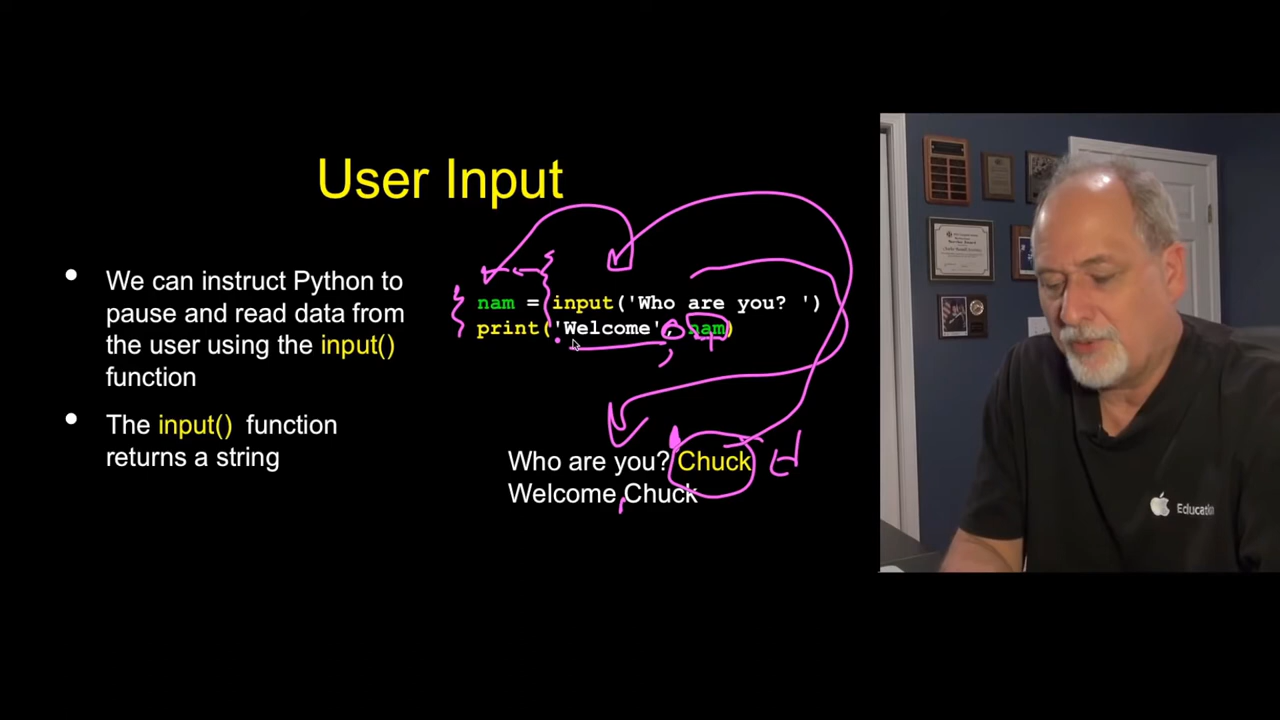 User Input
• We can instruct Python to
pause and read data from
the user using the input()
function
• The input() function
returns a string
nam = input('Who are you? ')
print('Welcome', nam)
Who are you? Chuck
Welcome Chuck
Education